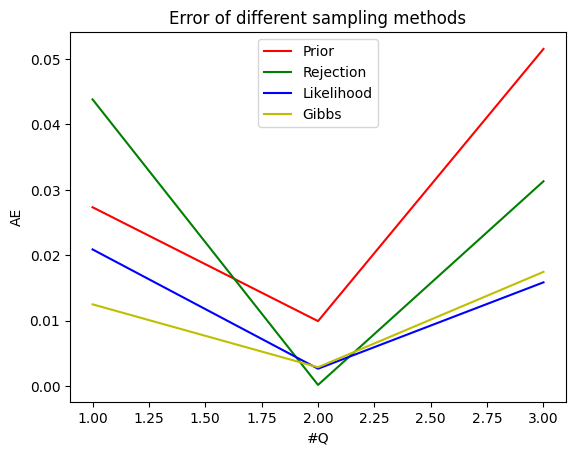 Error of different sampling methods
Prior
Rejection
Likelihood
Gibbs
AE
0.05
0.04
0.03
0.02
0.01
0.00
1.00 1.25 1.50 1.75 2.00 2.25 2.50 2.75 3.00
#Q